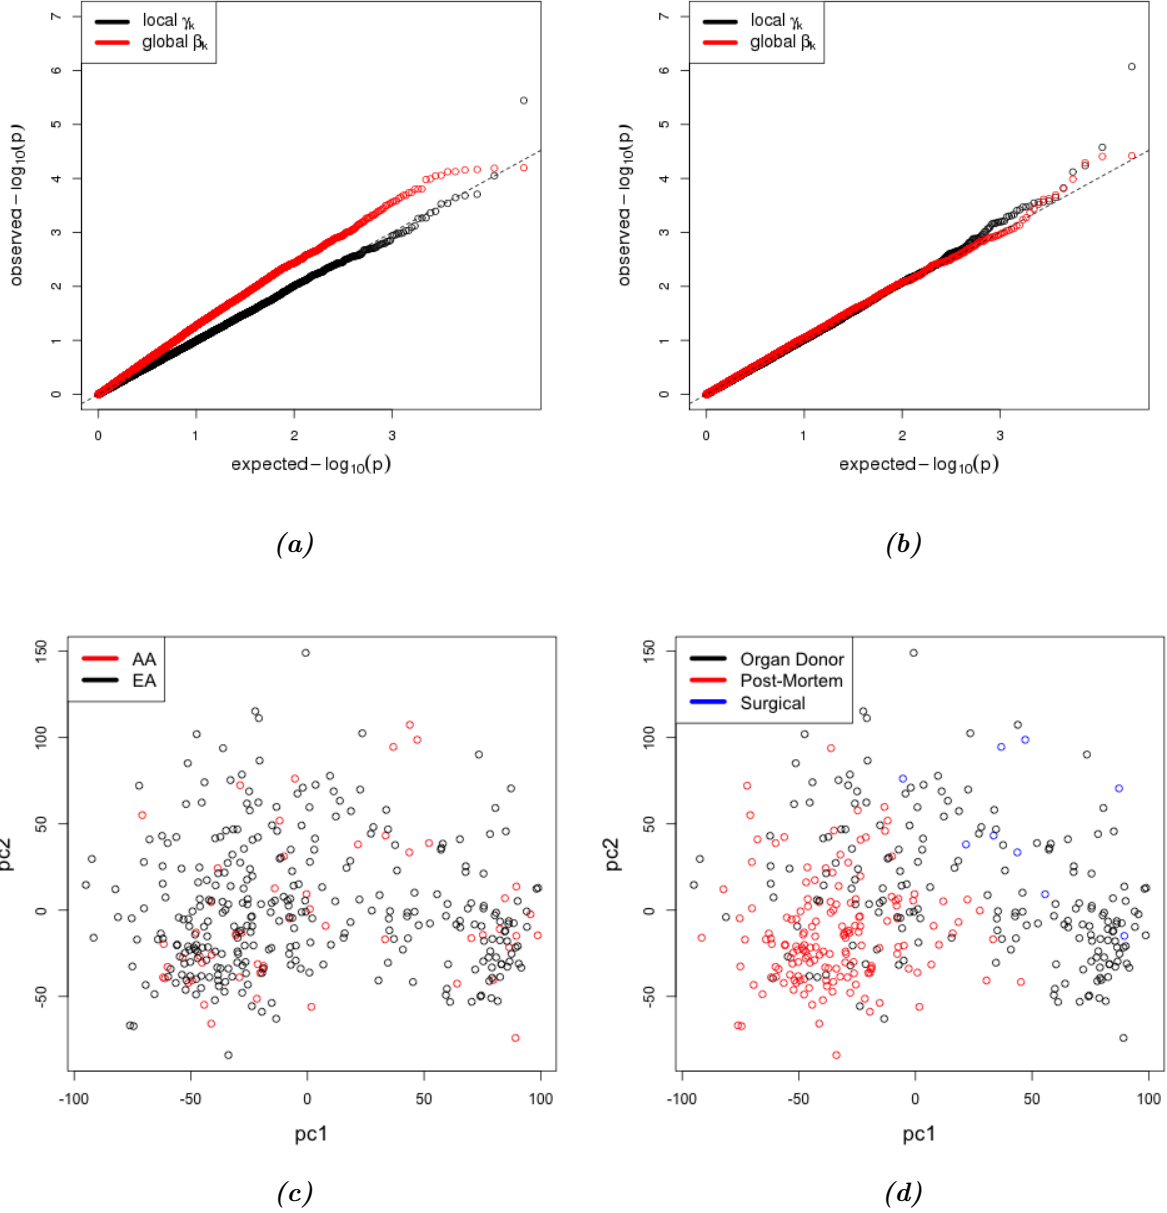 local γk
global βk
observed − log10(p)
7
6
5
4
3
2
1
0
0 1 2 3
expected − log10(p)
(a)
local γk
global βk
observed − log10(p)
7
6
5
4
3
2
1
0
0 1 2 3
expected − log10(p)
(b)
AA
EA
pc2
150
100
50
0
-50
-100 -50 0 50 100
pc1
(c)
Organ Donor
Post-Mortem
Surgical
pc2
150
100
50
0
-50
-100 -50 0 50 100
pc1
(d)